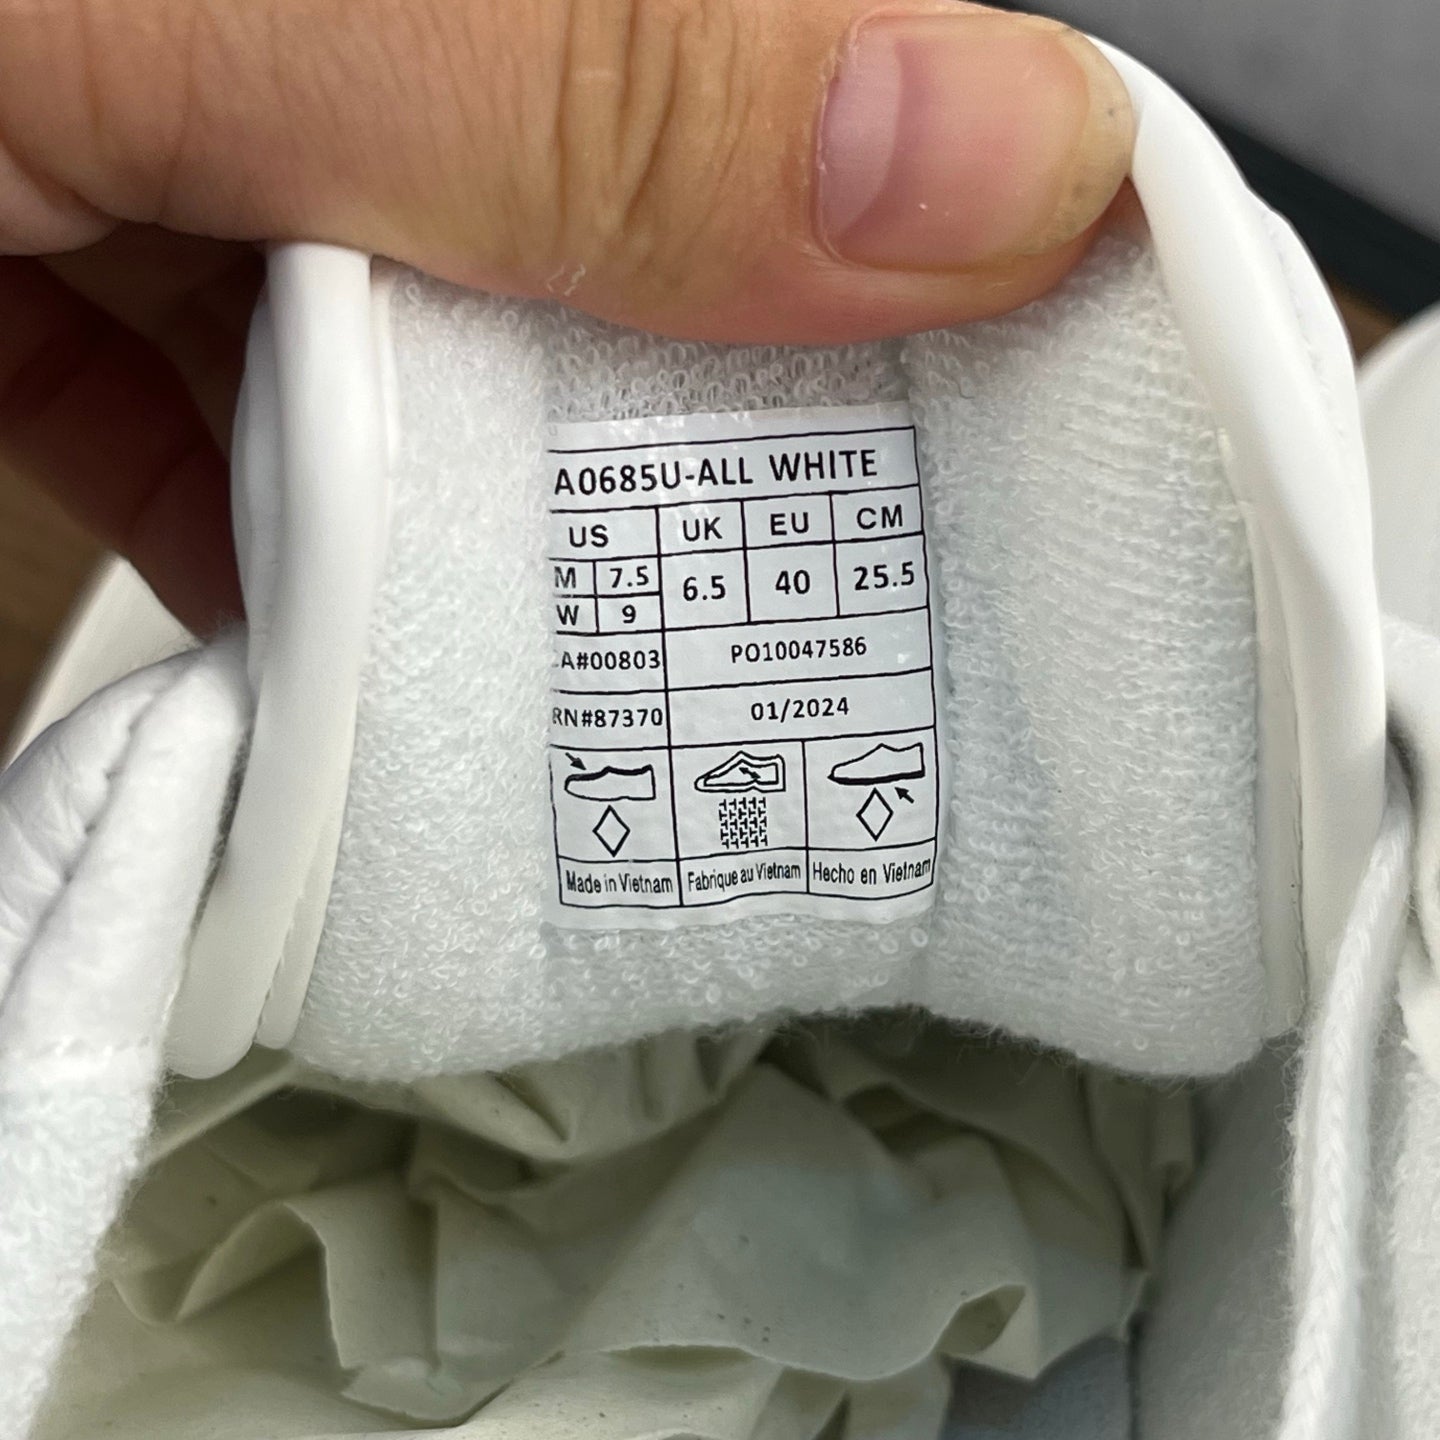 A0685U-ALL WHITE
US UK EU CM
M 7.5 6.5 40 25.5
W 9
A#00803 PO10047586
RN#87370 01/2024
Made in Vietnam Fabrique au Vietnam Hecho en Vietnam